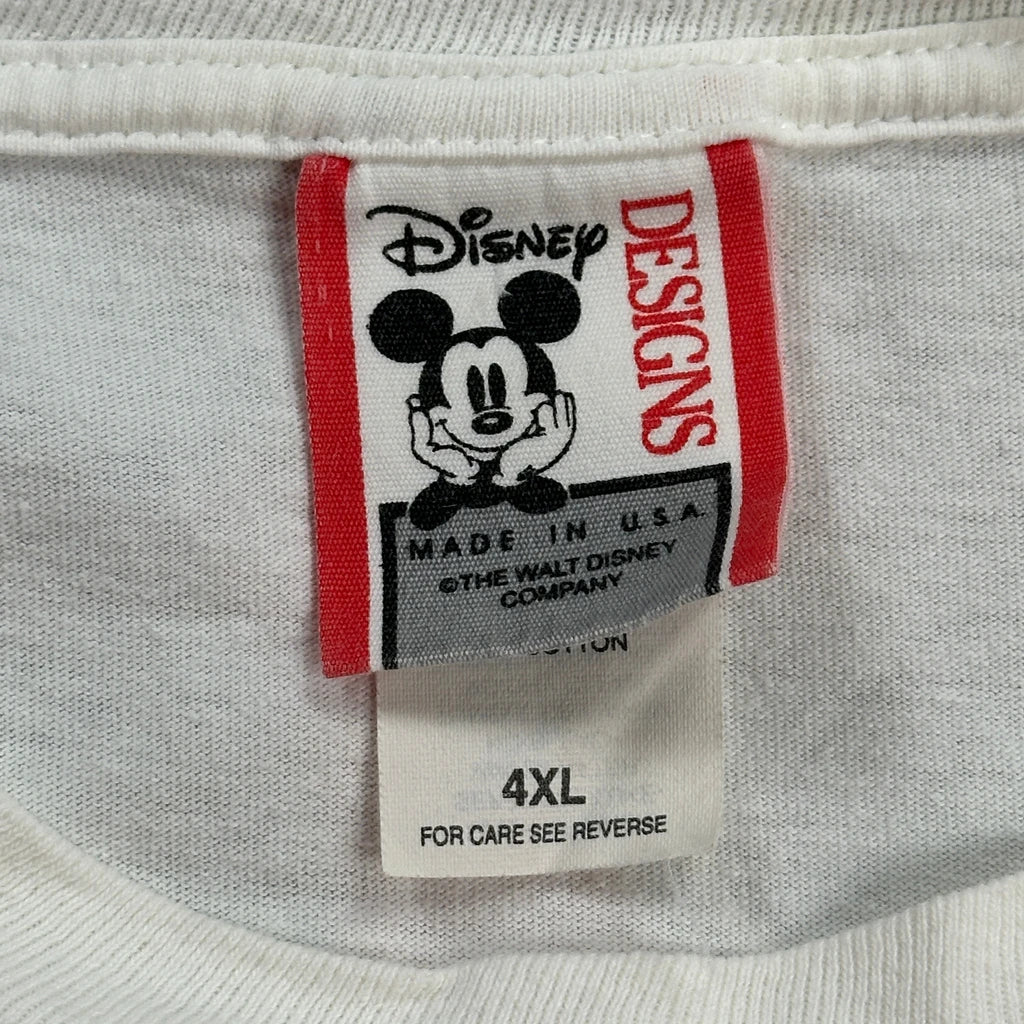 Disney
DESIGNS
MADE IN U.S.A.
©THE WALT DISNEY
COMPANY
4XL
FOR CARE SEE REVERSE